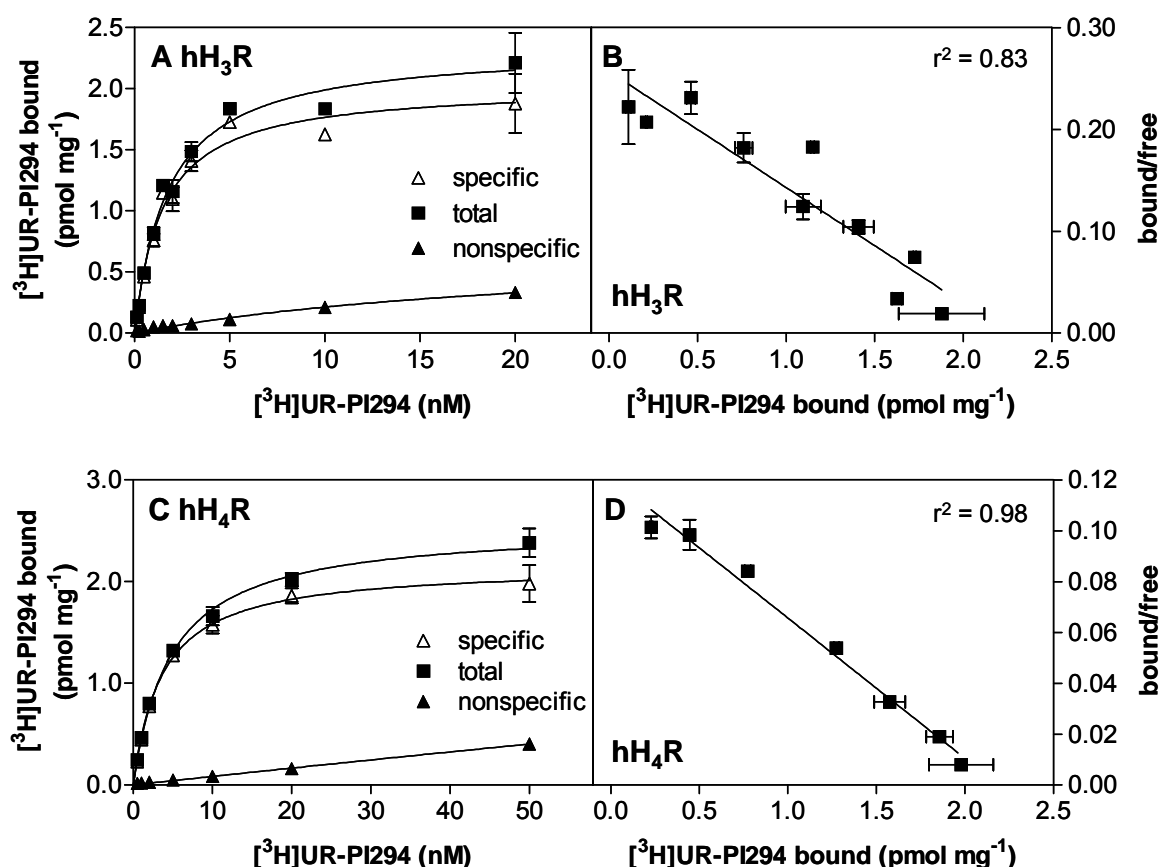 A hH₃R
[³H]UR-PI294 bound
(pmol mg⁻¹)
2.5
2.0
1.5
1.0
0.5
0.0
specific
total
nonspecific
0 5 10 15 20
[³H]UR-PI294 (nM)
B
r² = 0.83
hH₃R
0.30
0.20
0.10
0.00
bound/free
0.0 0.5 1.0 1.5 2.0 2.5
[³H]UR-PI294 bound (pmol mg⁻¹)
C hH₄R
[³H]UR-PI294 bound
(pmol mg⁻¹)
3.0
2.0
1.0
0.0
specific
total
nonspecific
0 10 20 30 40 50
[³H]UR-PI294 (nM)
D
r² = 0.98
hH₄R
0.12
0.10
0.08
0.06
0.04
0.02
0.00
bound/free
0.0 0.5 1.0 1.5 2.0 2.5
[³H]UR-PI294 bound (pmol mg⁻¹)